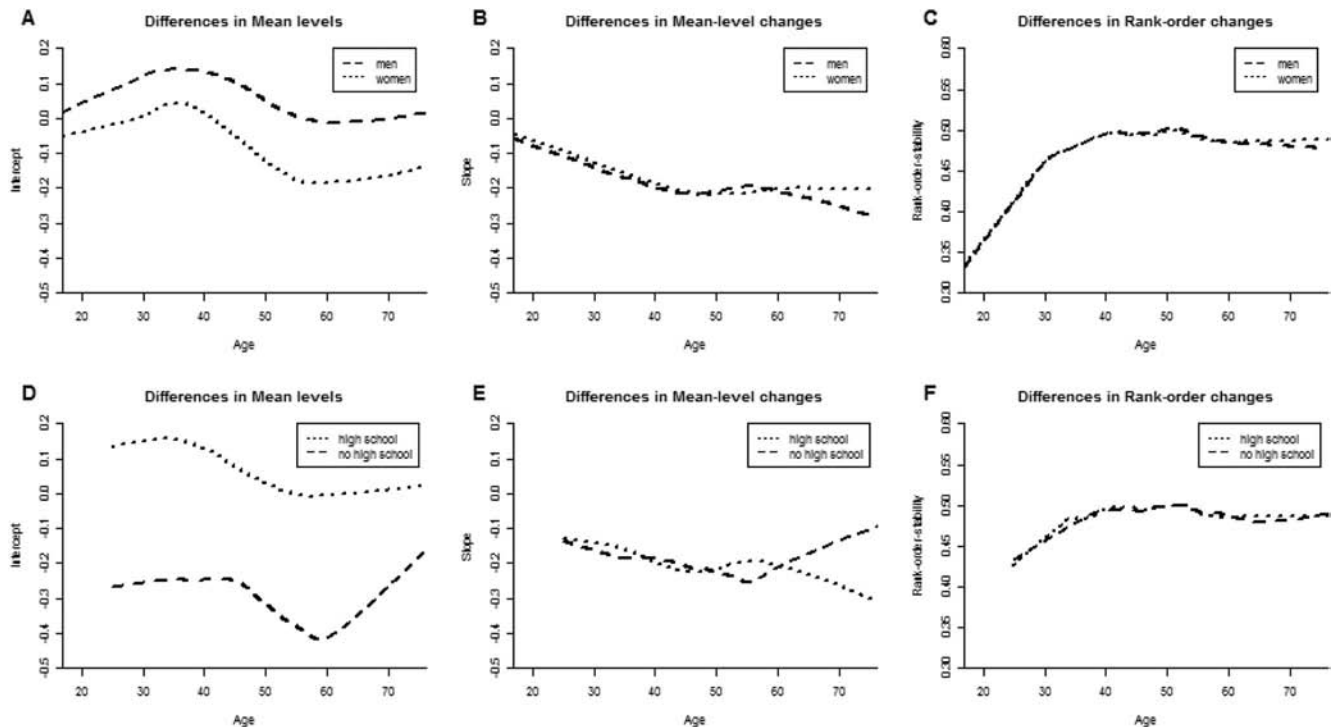 A
Differences in Mean levels
men
women
Intercept
0.2
0.1
0.0
-0.1
-0.2
-0.3
-0.4
-0.5
20 30 40 50 60 70
Age
B
Differences in Mean-level changes
men
women
Slope
0.2
0.1
0.0
-0.1
-0.2
-0.3
-0.4
-0.5
20 30 40 50 60 70
Age
C
Differences in Rank-order changes
men
women
Rank-order-stability
0.60
0.55
0.50
0.45
0.40
0.35
0.30
20 30 40 50 60 70
Age
D
Differences in Mean levels
high school
no high school
Intercept
0.2
0.1
0.0
-0.1
-0.2
-0.3
-0.4
-0.5
20 30 40 50 60 70
Age
E
Differences in Mean-level changes
high school
no high school
Slope
0.2
0.1
0.0
-0.1
-0.2
-0.3
-0.4
-0.5
20 30 40 50 60 70
Age
F
Differences in Rank-order changes
high school
no high school
Rank-order-stability
0.60
0.55
0.50
0.45
0.40
0.35
0.30
20 30 40 50 60 70
Age